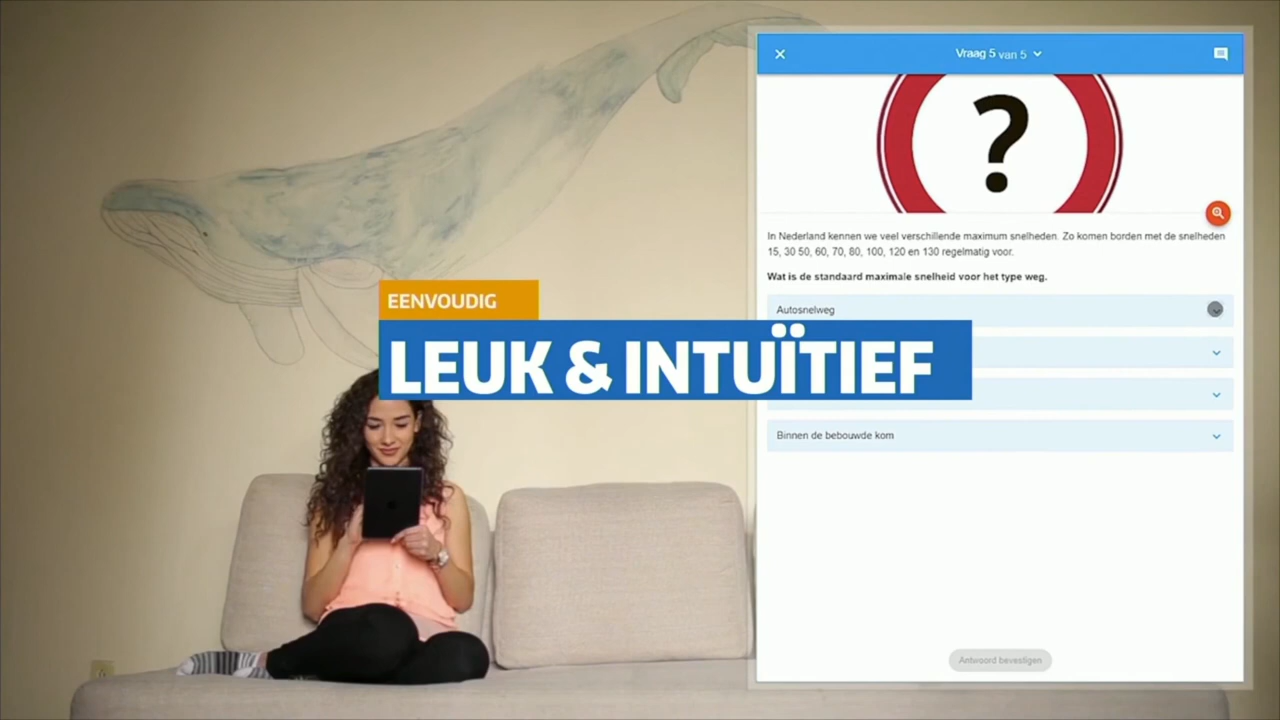 Vraag 5 van 5
?
In Nederland kennen we veel verschillende maximum snelheden. Zo komen borden met de snelheden
15, 30 50, 60, 70, 80, 100, 120 en 130 regelmatig voor.
Wat is de standaard maximale snelheid voor het type weg.
EENVOUDIG
Autosnelweg
LEUK & INTUÏTIEF
Binnen de bebouwde kom
Antwoord bevestigen